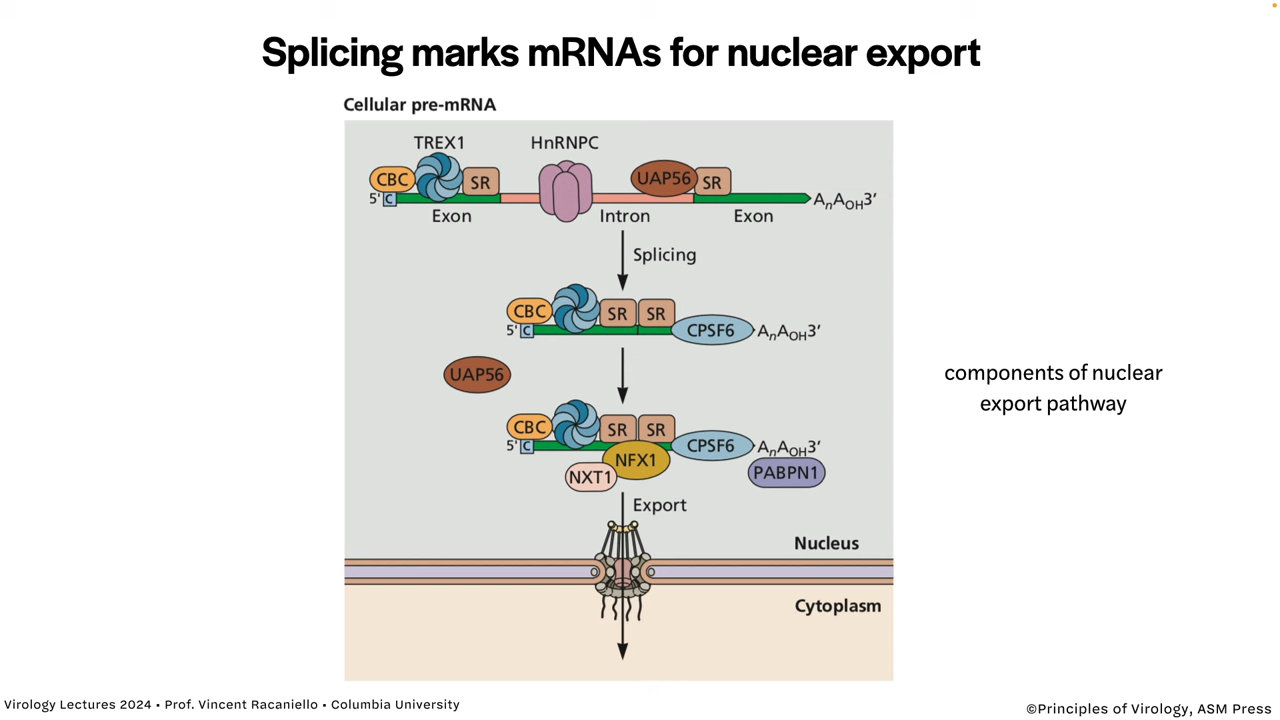 Splicing marks mRNAs for nuclear export
Cellular pre-mRNA
TREX1 HnRNPC
CBC SR UAP56 SR
5' C AnAOH3'
Exon Intron Exon
Splicing
CBC SR SR CPSF6
5' C AnAOH3'
UAP56
CBC SR SR CPSF6
5' C AnAOH3'
NFX1
NXT1 PABPN1
Export
Nucleus
Cytoplasm
components of nuclear
export pathway
Virology Lectures 2024 • Prof. Vincent Racaniello • Columbia University
©Principles of Virology, ASM Press